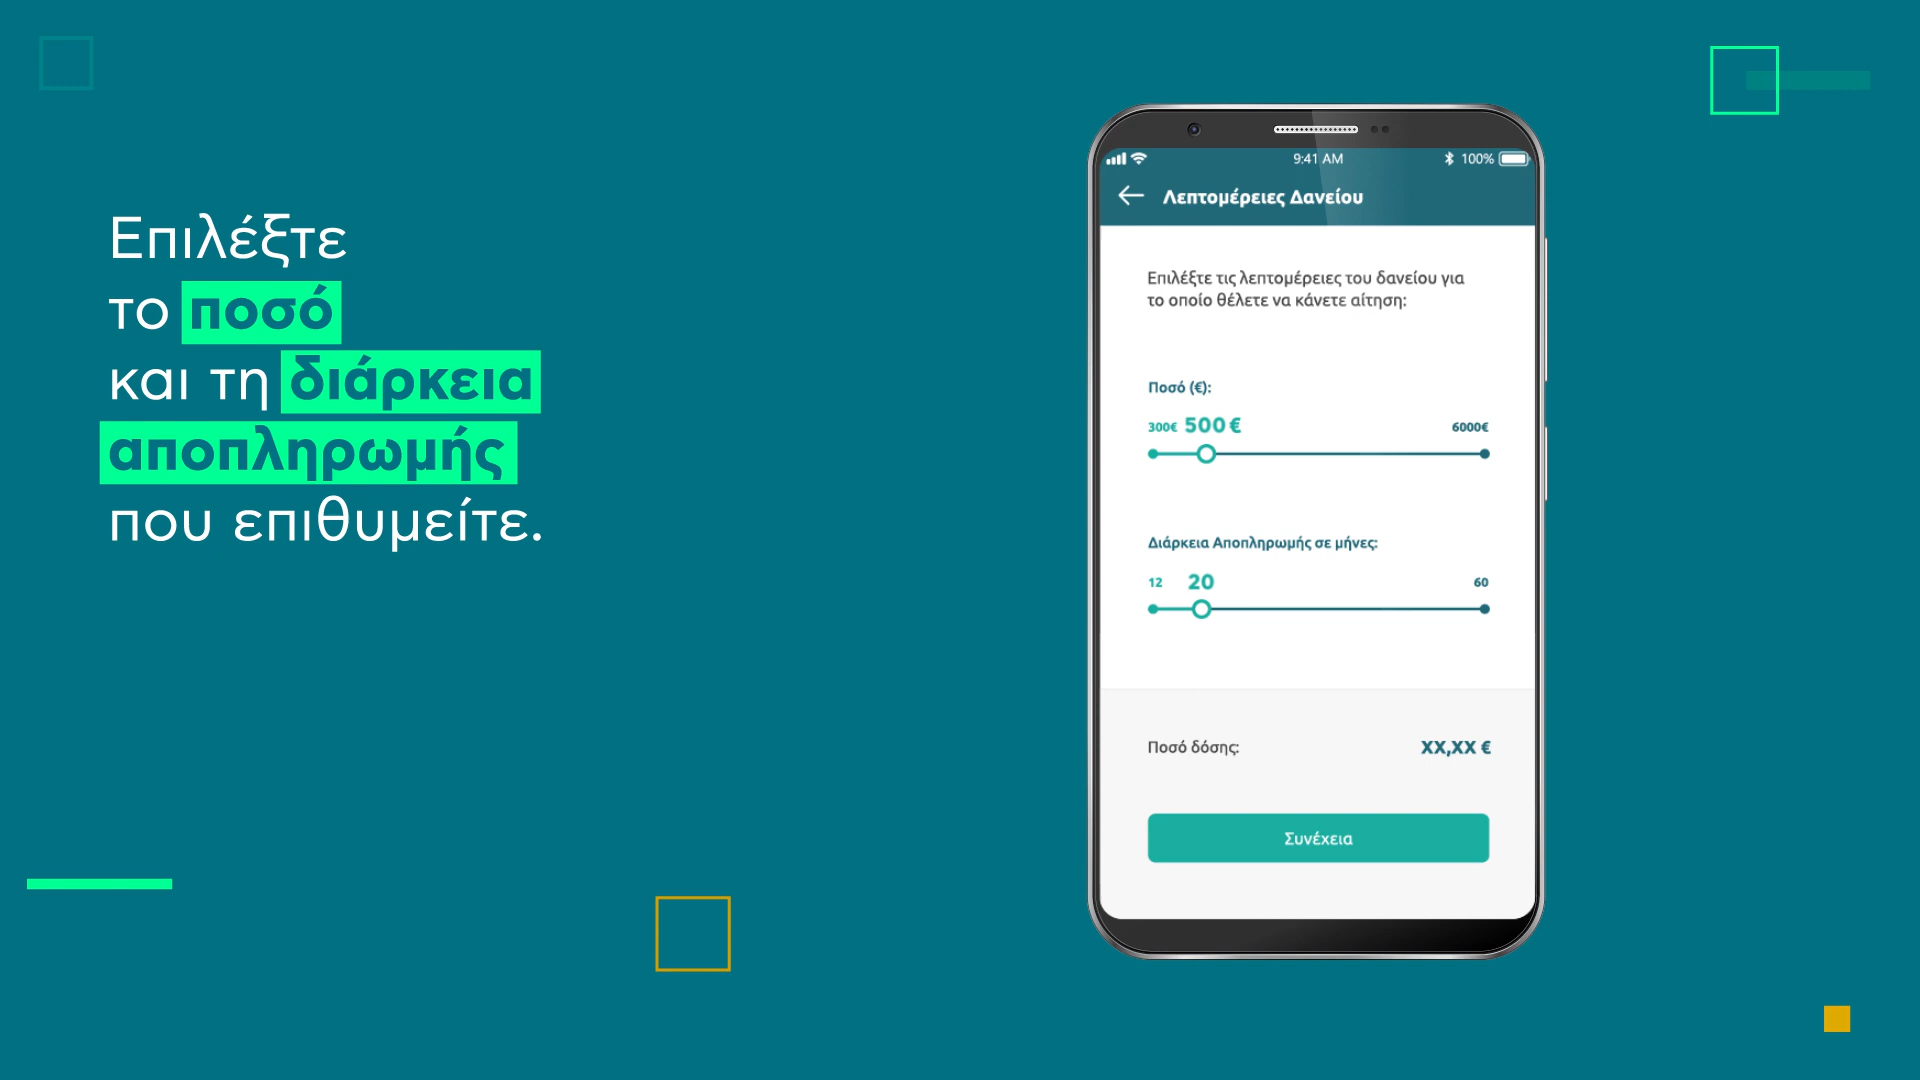 Επιλέξτε
το ποσό
και τη διάρκεια
αποπληρωμής
που επιθυμείτε.
9:41 AM
100%
Λεπτομέρειες Δανείου
Επιλέξτε τις λεπτομέρειες του δανείου για
το οποίο θέλετε να κάνετε αίτηση:
Ποσό (€):
300€ 500 € 6000€
Διάρκεια Αποπληρωμής σε μήνες:
12 20 60
Ποσό δόσης: XX,XX €
Συνέχεια